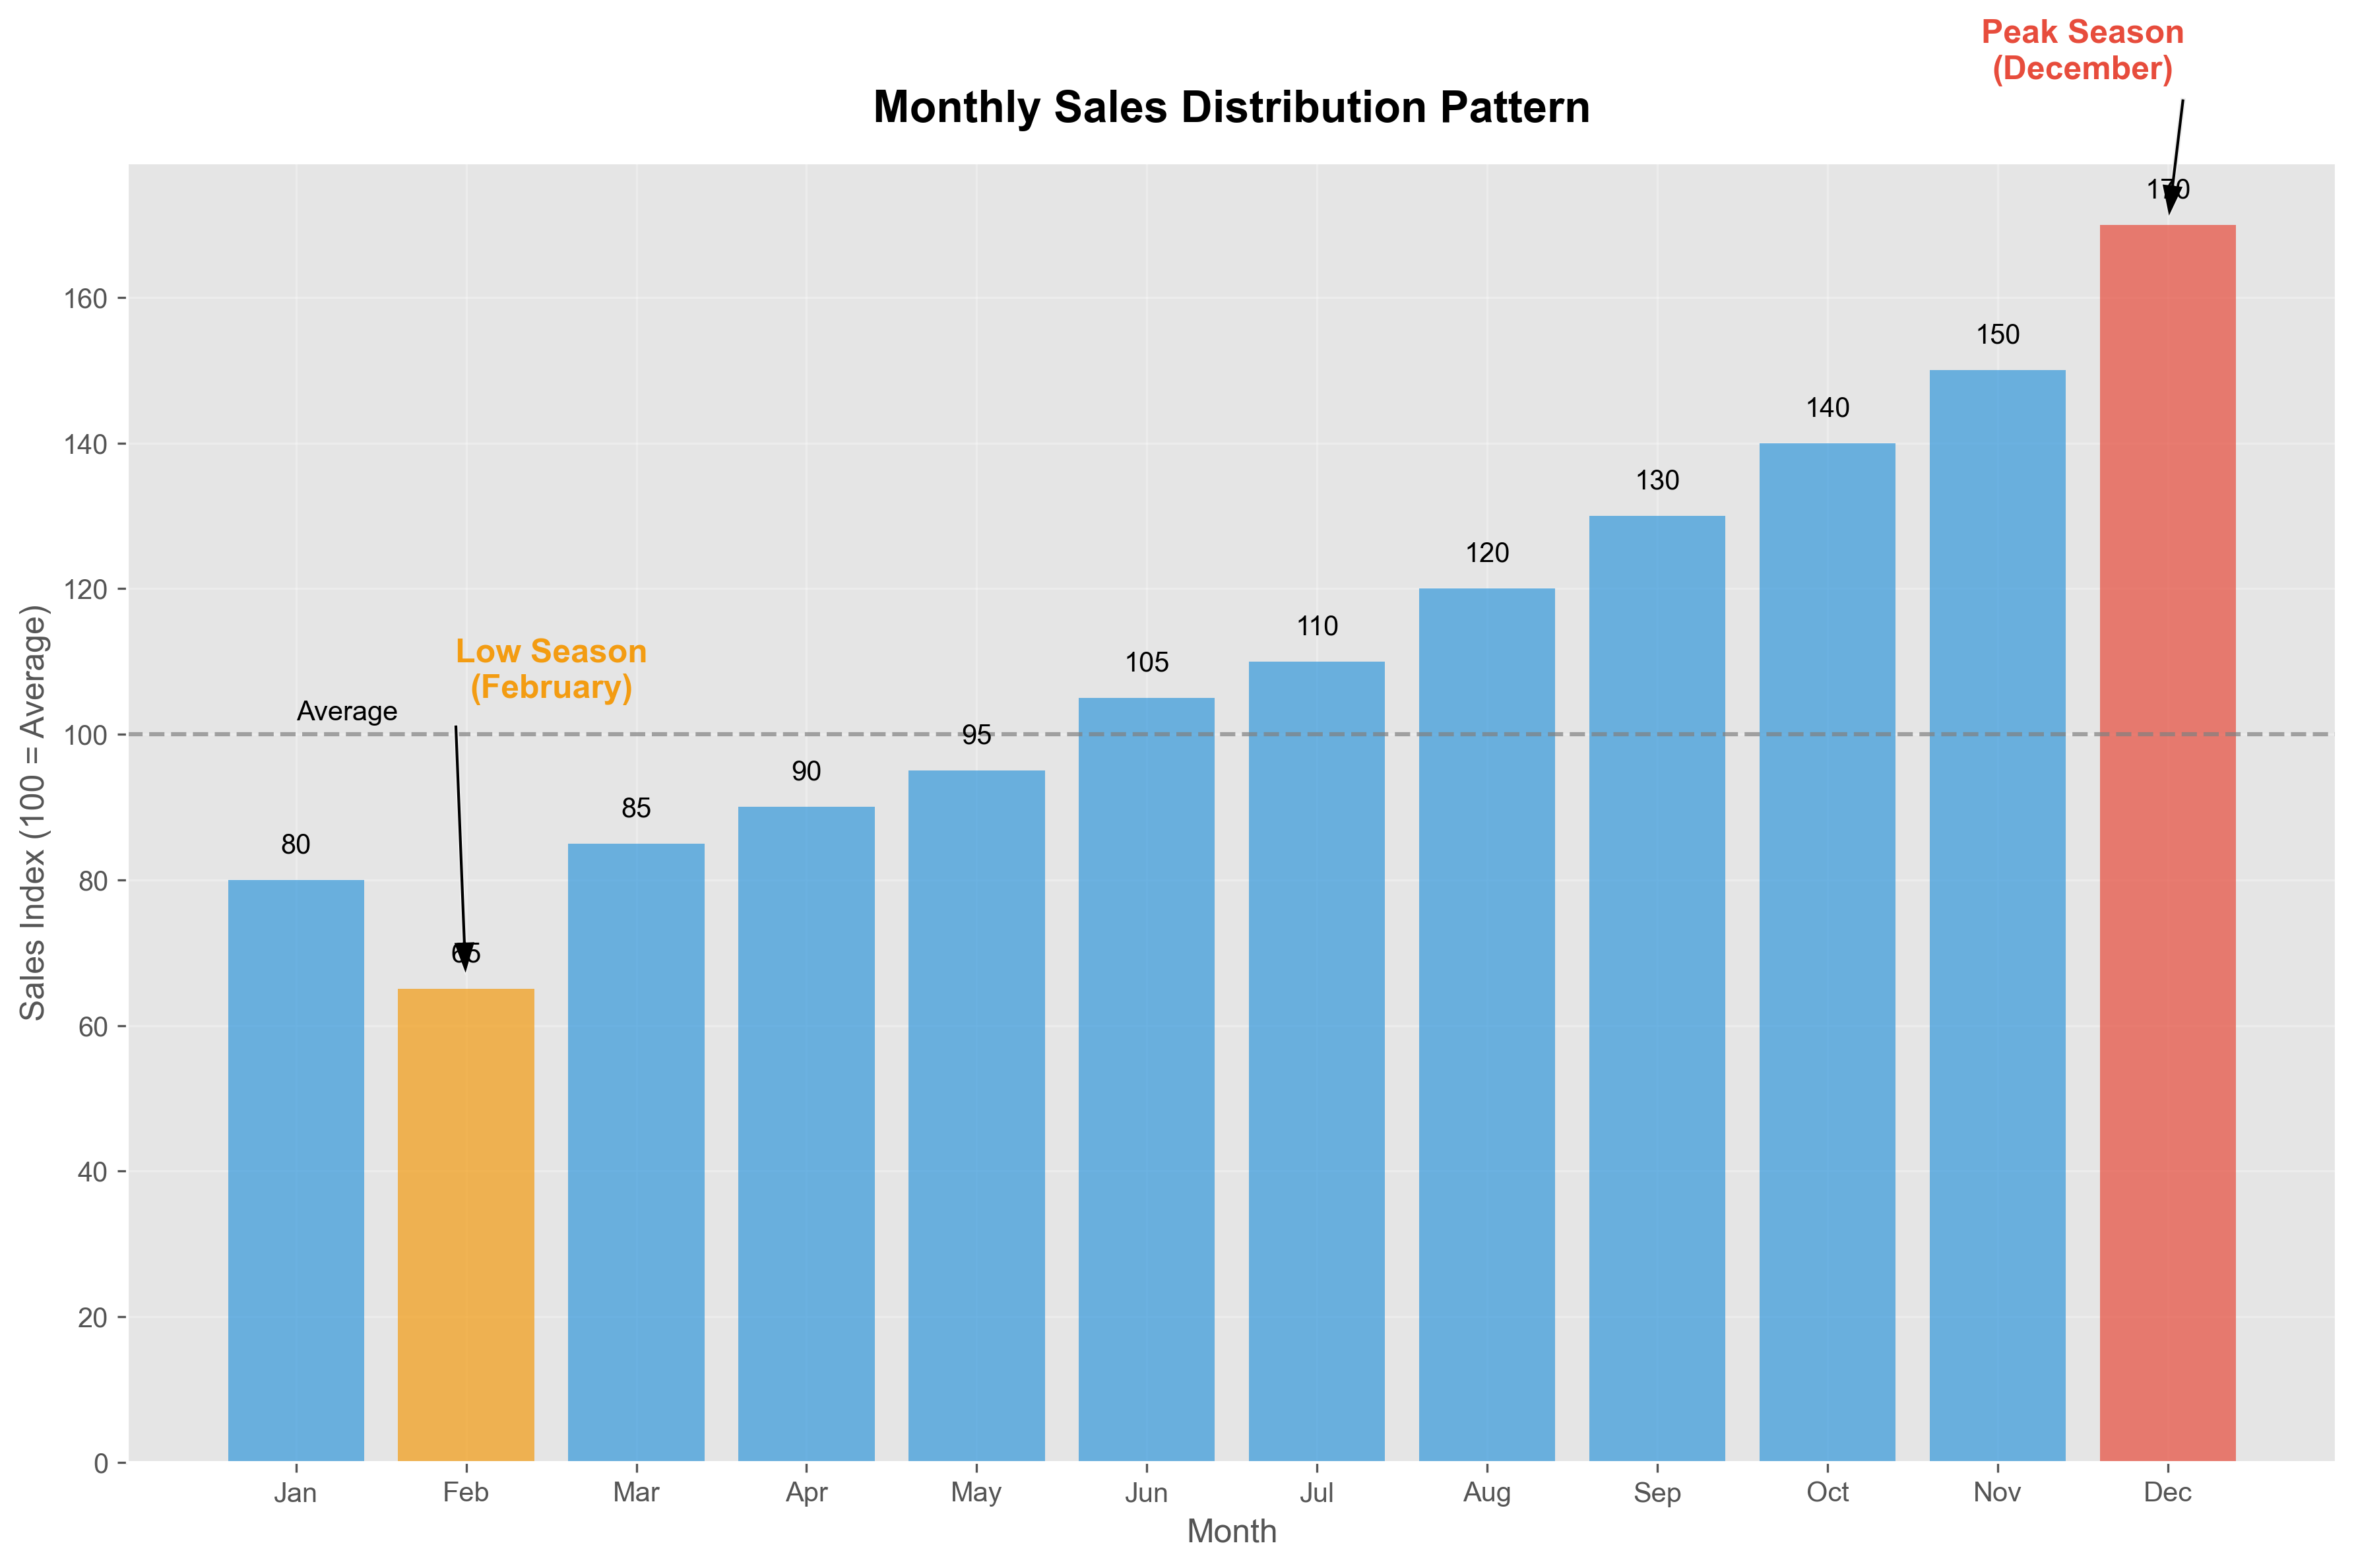 Peak Season
(December)
Monthly Sales Distribution Pattern
Sales Index (100 = Average)
160
140
120
100
80
60
40
20
0
Low Season
(February)
Average
80
65
85
90
95
105
110
120
130
140
150
170
Jan Feb Mar Apr May Jun Jul Aug Sep Oct Nov Dec
Month